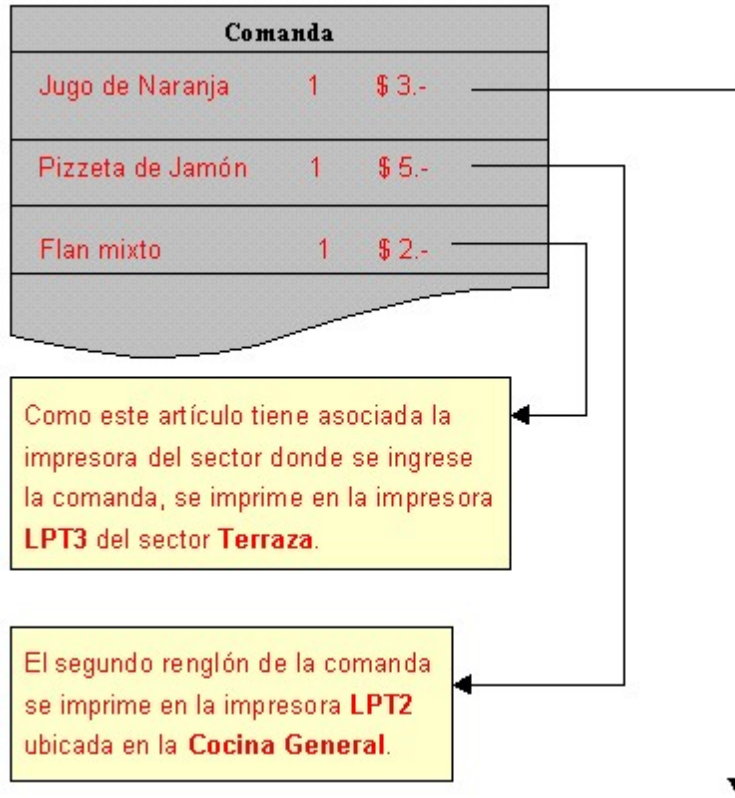 Comanda
Jugo de Naranja 1 $ 3.-
Pizzeta de Jamón 1 $ 5.-
Flan mixto 1 $ 2.-
Como este artículo tiene asociada la
impresora del sector donde se ingrese
la comanda, se imprime en la impresora
LPT3 del sector Terraza.
El segundo renglón de la comanda
se imprime en la impresora LPT2
ubicada en la Cocina General.